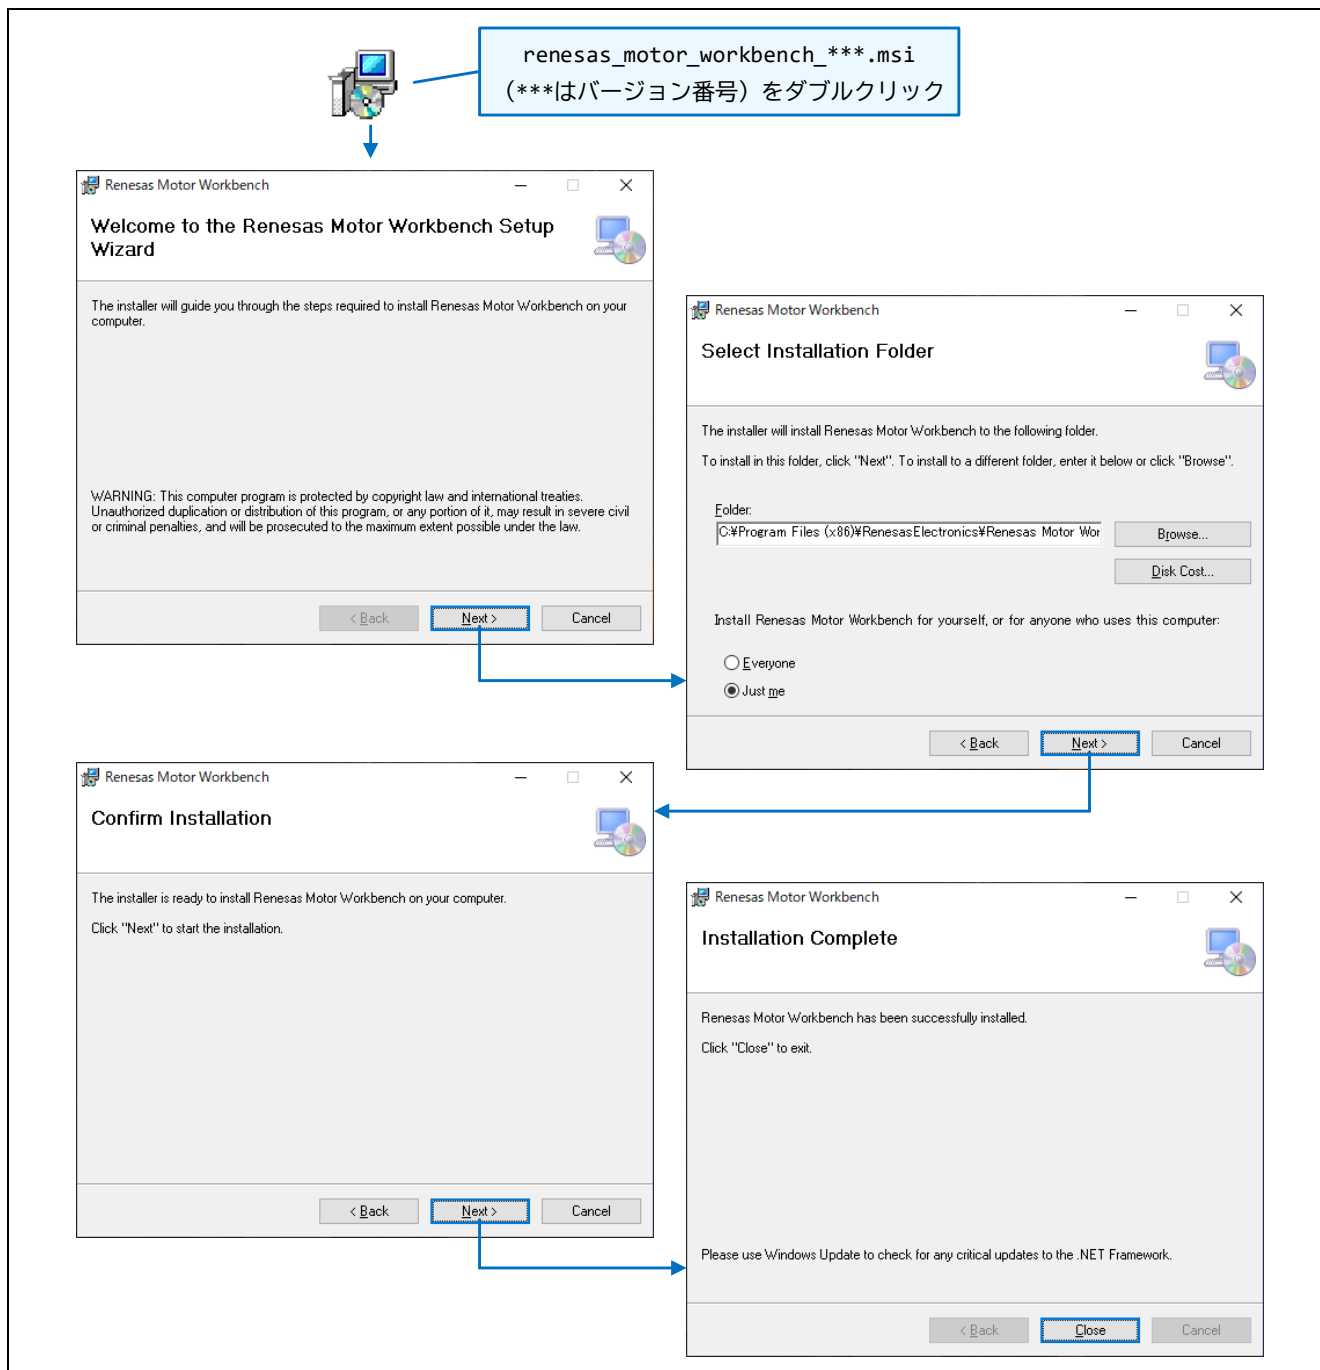 renesas_motor_workbench_***.msi
(***はバージョン番号) をダブルクリック
Renesas Motor Workbench
Welcome to the Renesas Motor Workbench Setup
Wizard
The installer will guide you through the steps required to install Renesas Motor Workbench on your
computer.
WARNING: This computer program is protected by copyright law and international treaties.
Unauthorized duplication or distribution of this program, or any portion of it, may result in severe civil
or criminal penalties, and will be prosecuted to the maximum extent possible under the law.
< Back
Next >
Cancel
Renesas Motor Workbench
Select Installation Folder
The installer will install Renesas Motor Workbench to the following folder.
To install in this folder, click "Next". To install to a different folder, enter it below or click "Browse".
Folder:
C:¥Program Files (x86)¥RenesasElectronics¥Renesas Motor Wor
Browse...
Disk Cost...
Install Renesas Motor Workbench for yourself, or for anyone who uses this computer:
Everyone
Just me
< Back
Next >
Cancel
Renesas Motor Workbench
Confirm Installation
The installer is ready to install Renesas Motor Workbench on your computer.
Click "Next" to start the installation.
< Back
Next >
Cancel
Renesas Motor Workbench
Installation Complete
Renesas Motor Workbench has been successfully installed.
Click "Close" to exit.
Please use Windows Update to check for any critical updates to the .NET Framework.
< Back
Close
Cancel